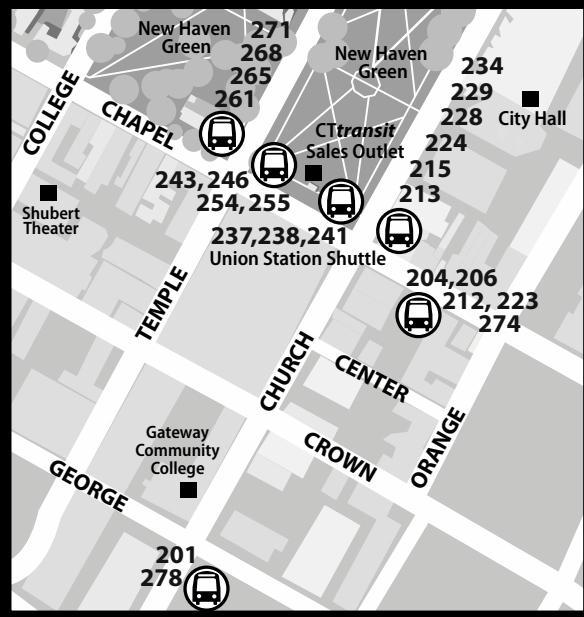 New Haven
Green
271
268
265
261
New Haven
Green
234
229
228
224
215
213
City Hall
COLLEGE
CHAPEL
CTtransit
Sales Outlet
243, 246
254, 255
Shubert
Theater
237,238,241
Union Station Shuttle
204,206
212, 223
274
TEMPLE
CHURCH
CENTER
ORANGE
CROWN
Gateway
Community
College
GEORGE
201
278